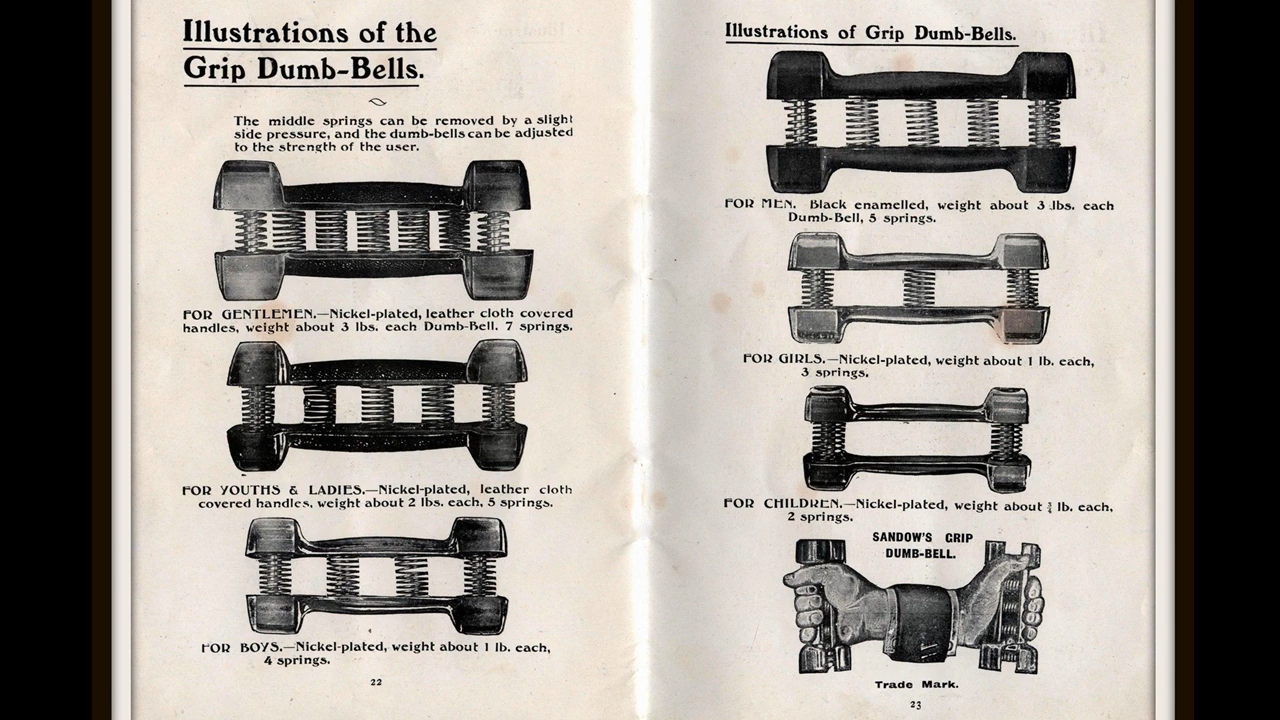 Illustrations of the
Grip Dumb-Bells.
The middle springs can be removed by a slight
side pressure, and the dumb-bells can be adjusted
to the strength of the user.
FOR GENTLEMEN.—Nickel-plated, leather cloth covered
handles, weight about 3 lbs. each Dumb-Bell. 7 springs.
FOR YOUTHS & LADIES.—Nickel-plated, leather cloth
covered handles, weight about 2 lbs. each, 5 springs.
FOR BOYS.—Nickel-plated, weight about 1 lb. each,
4 springs.
22
Illustrations of Grip Dumb-Bells.
FOR MEN. Black enamelled, weight about 3 lbs. each
Dumb-Bell, 5 springs.
FOR GIRLS.—Nickel-plated, weight about 1 lb. each,
3 springs.
FOR CHILDREN.—Nickel-plated, weight about ¾ lb. each,
2 springs.
SANDOW'S GRIP
DUMB-BELL.
Trade Mark.
23